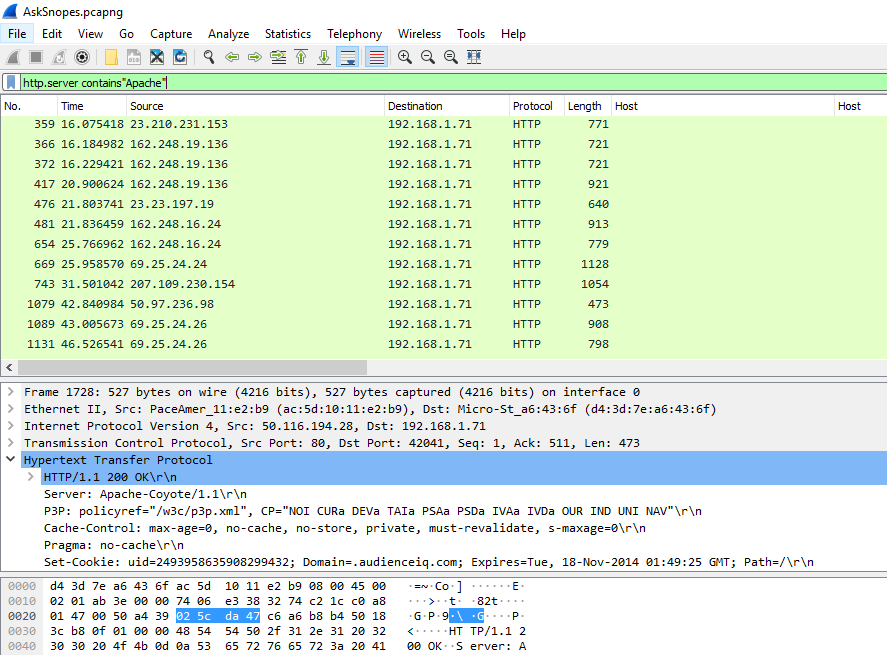 AskSnopes.pcapng
File Edit View Go Capture Analyze Statistics Telephony Wireless Tools Help
http.server contains"Apache"
No. Time Source Destination Protocol Length Host Host
359 16.075418 23.210.231.153 192.168.1.71 HTTP 771
366 16.184982 162.248.19.136 192.168.1.71 HTTP 721
372 16.229421 162.248.19.136 192.168.1.71 HTTP 721
417 20.900624 162.248.19.136 192.168.1.71 HTTP 921
476 21.803741 23.23.197.19 192.168.1.71 HTTP 640
481 21.836459 162.248.16.24 192.168.1.71 HTTP 913
654 25.766962 162.248.16.24 192.168.1.71 HTTP 779
669 25.958570 69.25.24.24 192.168.1.71 HTTP 1128
743 31.501042 207.109.230.154 192.168.1.71 HTTP 1054
1079 42.840984 50.97.236.98 192.168.1.71 HTTP 473
1089 43.005673 69.25.24.26 192.168.1.71 HTTP 908
1131 46.526541 69.25.24.26 192.168.1.71 HTTP 798
Frame 1728: 527 bytes on wire (4216 bits), 527 bytes captured (4216 bits) on interface 0
Ethernet II, Src: PaceAmer_11:e2:b9 (ac:5d:10:11:e2:b9), Dst: Micro-St_a6:43:6f (d4:3d:7e:a6:43:6f)
Internet Protocol Version 4, Src: 50.116.194.28, Dst: 192.168.1.71
Transmission Control Protocol, Src Port: 80, Dst Port: 42041, Seq: 1, Ack: 511, Len: 473
Hypertext Transfer Protocol
HTTP/1.1 200 OK\r\n
Server: Apache-Coyote/1.1\r\n
P3P: policyref="/w3c/p3p.xml", CP="NOI CURa DEVa TAIa PSAa PSDa IVAa IVDa OUR IND UNI NAV"\r\n
Cache-Control: max-age=0, no-cache, no-store, private, must-revalidate, s-maxage=0\r\n
Pragma: no-cache\r\n
Set-Cookie: uid=2493958635908299432; Domain=.audienceiq.com; Expires=Tue, 18-Nov-2014 01:49:25 GMT; Path=/\r\n
0000 d4 3d 7e a6 43 6f ac 5d 10 11 e2 b9 08 00 45 00 ·=~·Co·] ······E·
0010 02 01 ab 3e 00 00 74 06 e3 38 32 74 c2 1c c0 a8 ···>··t· ·82t····
0020 01 47 00 50 a4 39 02 5c da 47 c6 a6 b8 b4 50 18 ·G·P·9·\ ·G····P·
0030 3c b8 0f 01 00 00 48 54 54 50 2f 31 2e 31 20 32 <·····HT TP/1.1 2
0040 30 30 20 4f 4b 0d 0a 53 65 72 76 65 72 3a 20 41 00 OK··S erver: A